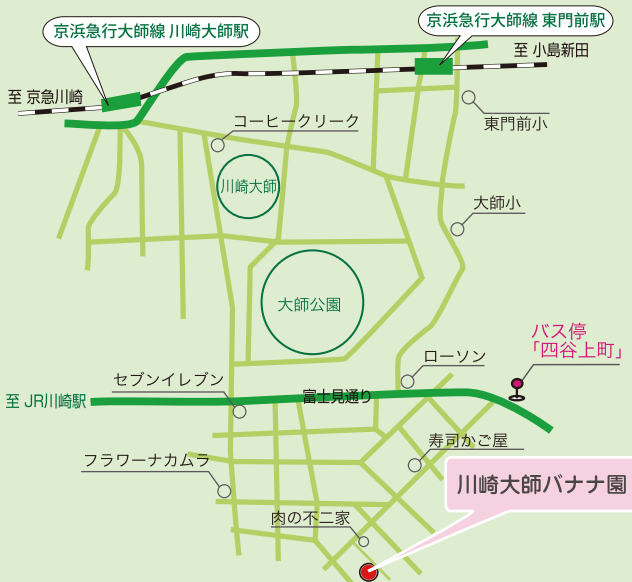 京浜急行大師線 川崎大師駅
京浜急行大師線 東門前駅
至 小島新田
至 京急川崎
コーヒークリーク
東門前小
川崎大師
大師小
大師公園
バス停
「四谷上町」
ローソン
セブンイレブン
富士見通り
至 JR川崎駅
寿司かご屋
フラワーナカムラ
川崎大師バナナ園
肉の不二家